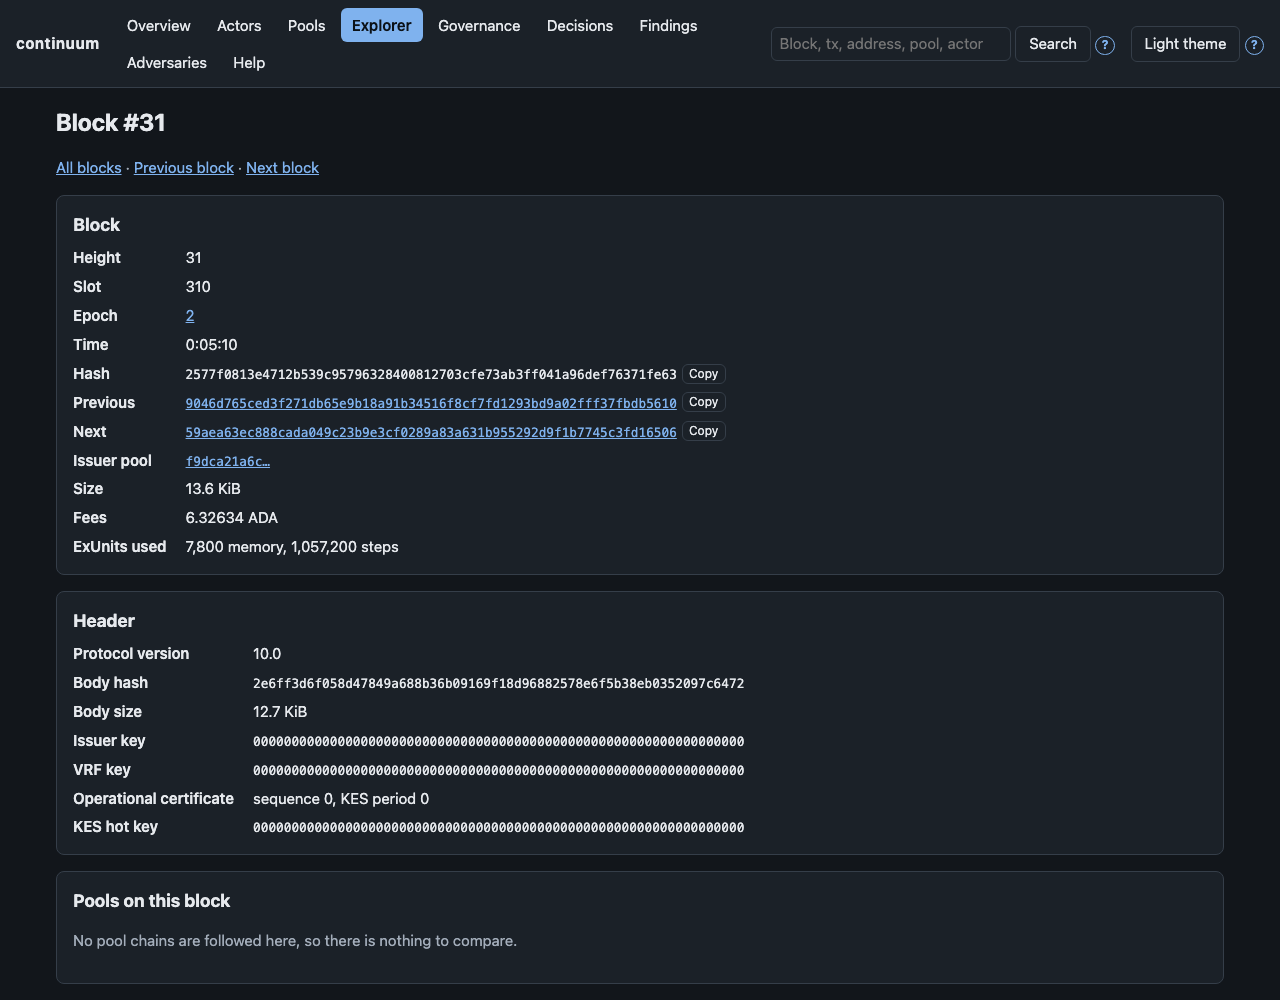 continuum
Overview Actors Pools Explorer Governance Decisions Findings
Adversaries Help
Block, tx, address, pool, actor Search ? Light theme ?
Block #31
All blocks · Previous block · Next block
Block
Height 31
Slot 310
Epoch 2
Time 0:05:10
Hash 2577f0813e4712b539c95796328400812703cfe73ab3ff041a96def76371fe63 Copy
Previous 9046d765ced3f271db65e9b18a91b34516f8cf7fd1293bd9a02fff37fbdb5610 Copy
Next 59aea63ec888cada049c23b9e3cf0289a83a631b955292d9f1b7745c3fd16506 Copy
Issuer pool f9dca21a6c…
Size 13.6 KiB
Fees 6.32634 ADA
ExUnits used 7,800 memory, 1,057,200 steps
Header
Protocol version 10.0
Body hash 2e6ff3d6f058d47849a688b36b09169f18d96882578e6f5b38eb0352097c6472
Body size 12.7 KiB
Issuer key 0000000000000000000000000000000000000000000000000000000000000000
VRF key 0000000000000000000000000000000000000000000000000000000000000000
Operational certificate sequence 0, KES period 0
KES hot key 0000000000000000000000000000000000000000000000000000000000000000
Pools on this block
No pool chains are followed here, so there is nothing to compare.